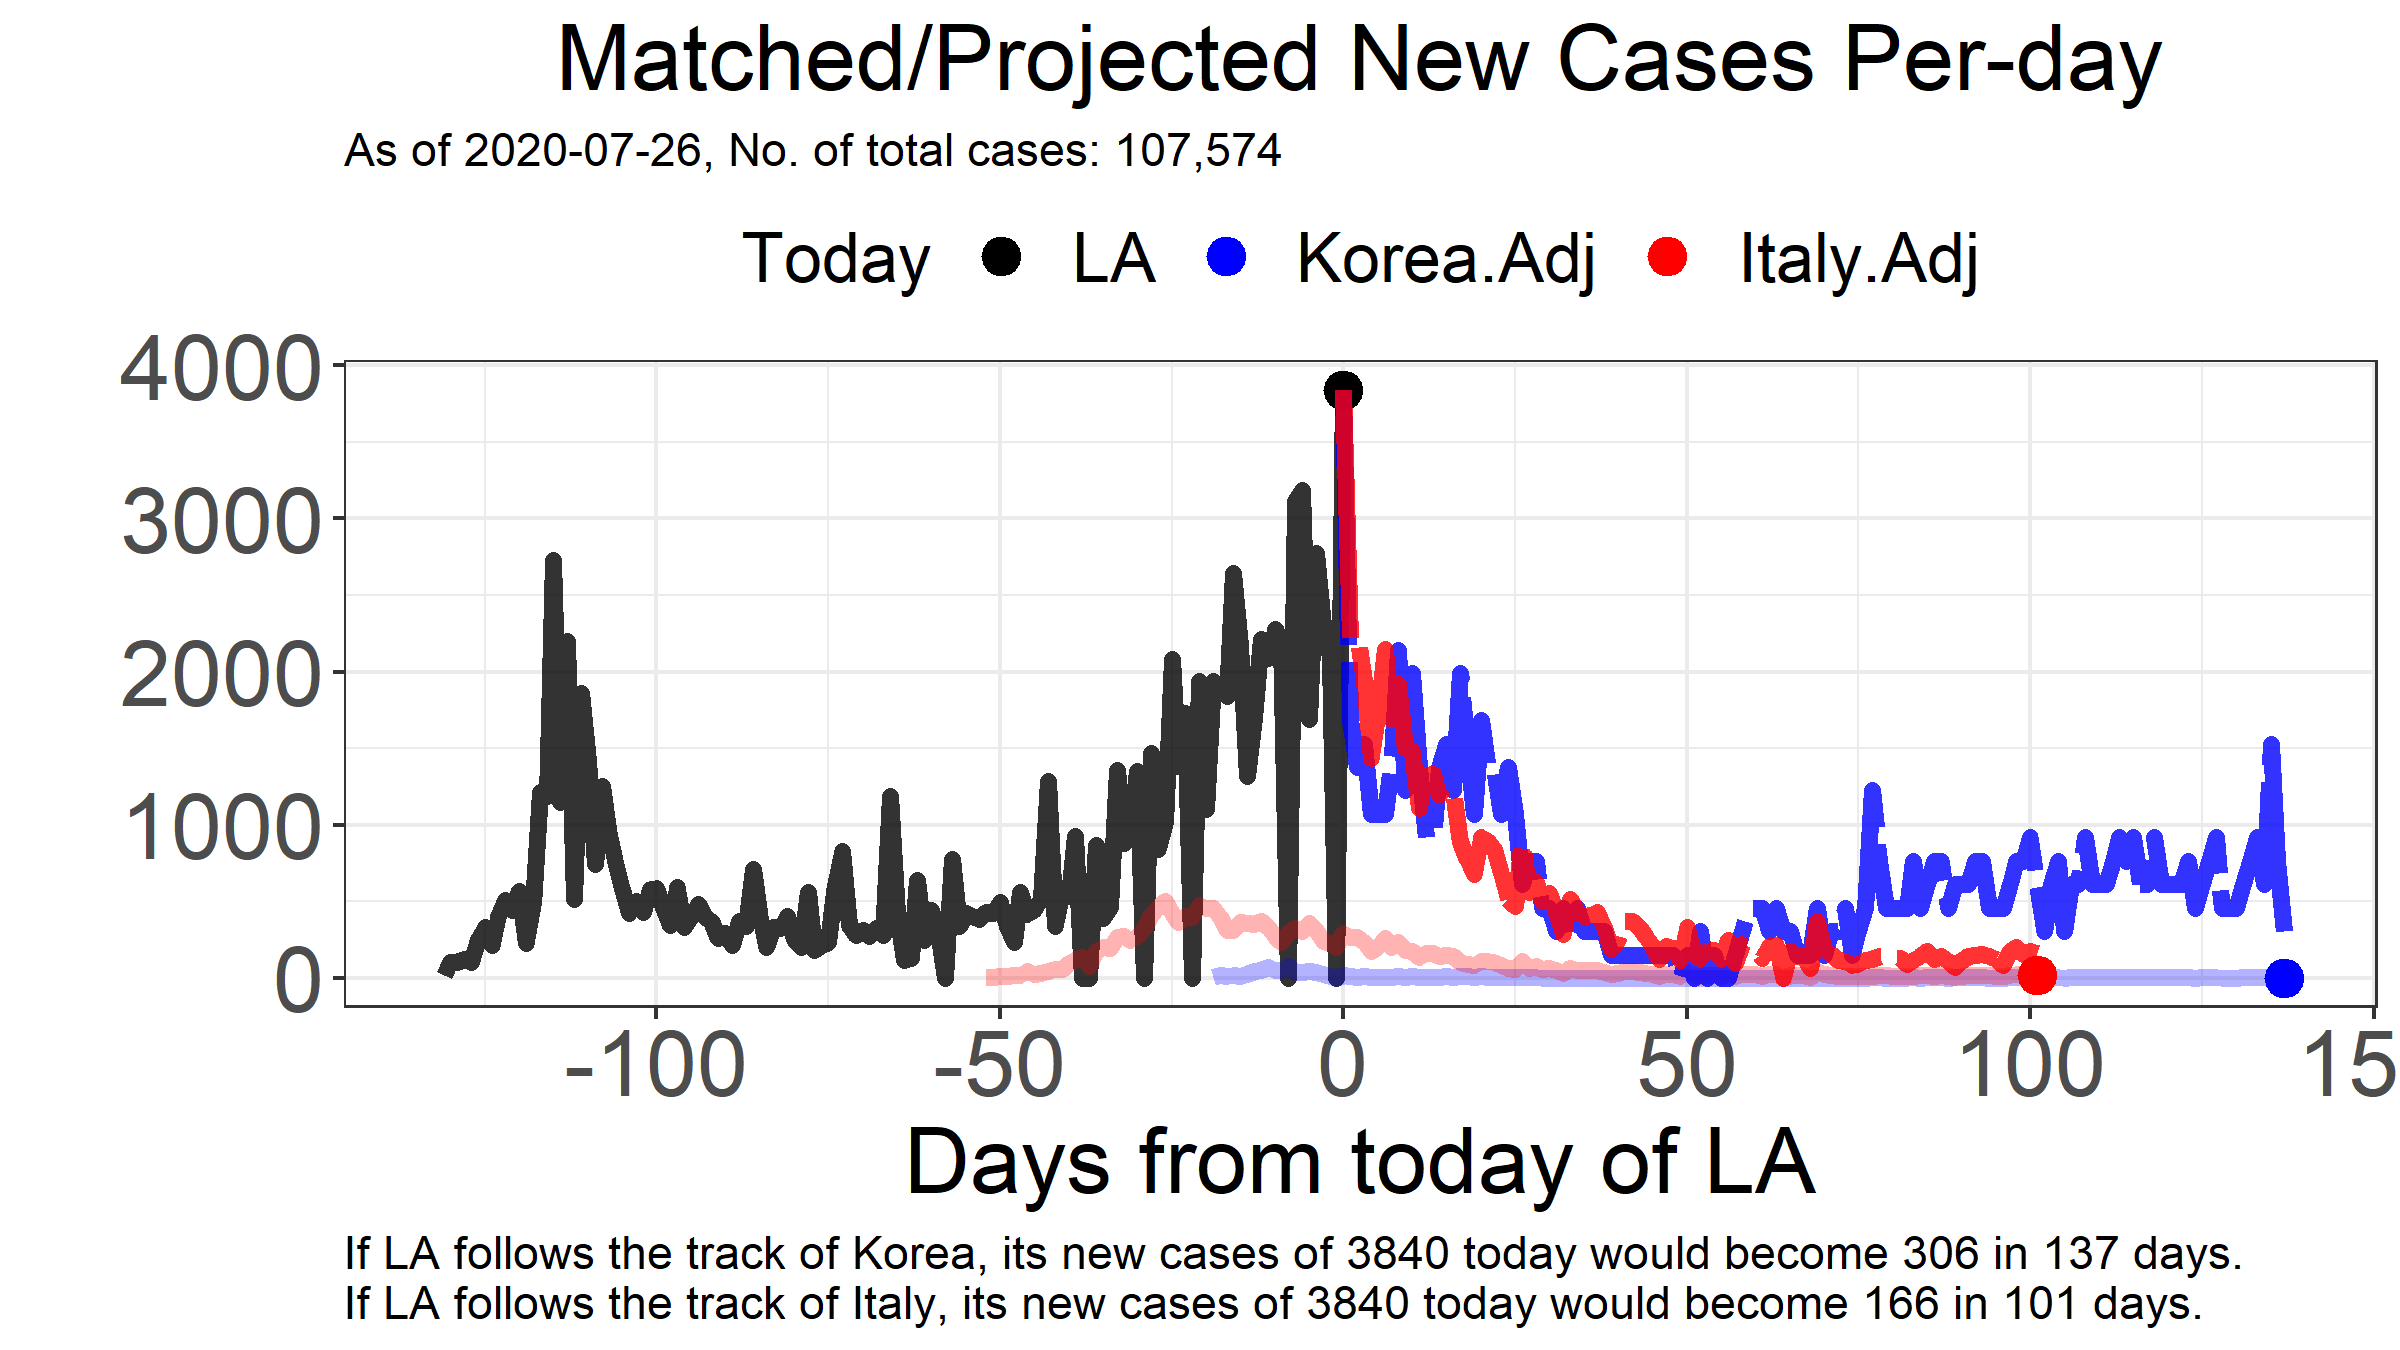 Matched/Projected New Cases Per-day
As of 2020-07-26, No. of total cases: 107,574
Today LA Korea.Adj Italy.Adj
4000
3000
2000
1000
0
-100 -50 0 50 100 15
Days from today of LA
If LA follows the track of Korea, its new cases of 3840 today would become 306 in 137 days.
If LA follows the track of Italy, its new cases of 3840 today would become 166 in 101 days.